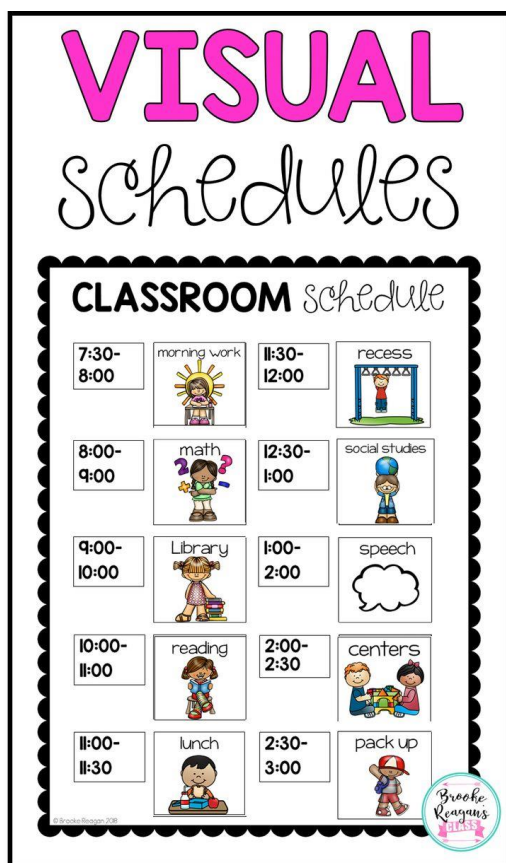 VISUAL
schedules
CLASSROOM schedule
7:30-
8:00
morning work
8:00-
9:00
math
9:00-
10:00
Library
10:00-
11:00
reading
11:00-
11:30
lunch
11:30-
12:00
recess
12:30-
1:00
social studies
1:00-
2:00
speech
2:00-
2:30
centers
2:30-
3:00
pack up
© Brooke Reagan 2018
Brooke
Reagan's
CLASS